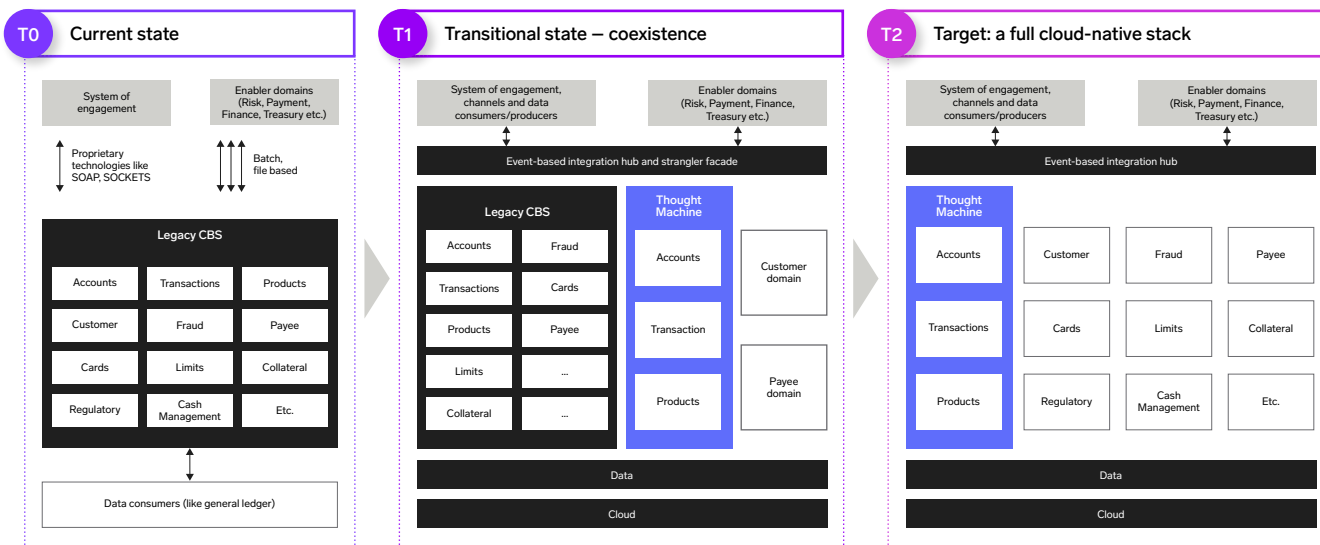 T0
Current state
System of
engagement
Enabler domains
(Risk, Payment,
Finance, Treasury etc.)
Proprietary
technologies like
SOAP, SOCKETS
Batch,
file based
Legacy CBS
Accounts
Transactions
Products
Customer
Fraud
Payee
Cards
Limits
Collateral
Regulatory
Cash
Management
Etc.
Data consumers (like general ledger)
T1
Transitional state – coexistence
System of engagement,
channels and data
consumers/producers
Enabler domains
(Risk, Payment, Finance,
Treasury etc.)
Event-based integration hub and strangler facade
Legacy CBS
Accounts
Fraud
Transactions
Cards
Products
Payee
Limits
...
Collateral
...
Thought
Machine
Accounts
Transaction
Products
Customer
domain
Payee
domain
Data
Cloud
T2
Target: a full cloud-native stack
System of engagement,
channels and data
consumers/producers
Enabler domains
(Risk, Payment, Finance,
Treasury etc.)
Event-based integration hub
Thought
Machine
Accounts
Transactions
Products
Customer
Fraud
Payee
Cards
Limits
Collateral
Regulatory
Cash
Management
Etc.
Data
Cloud